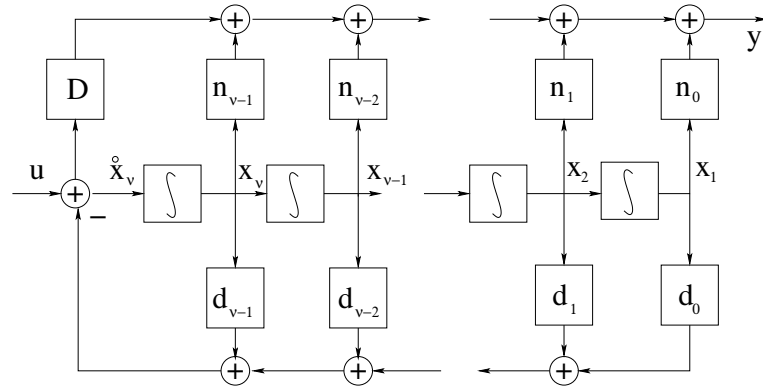 + + + +
y
D n_{ν−1} n_{ν−2} n_1 n_0
u x̊_ν x_ν x_{ν−1} x_2 x_1
+ ∫ ∫ ∫ ∫
−
d_{ν−1} d_{ν−2} d_1 d_0
+ + +